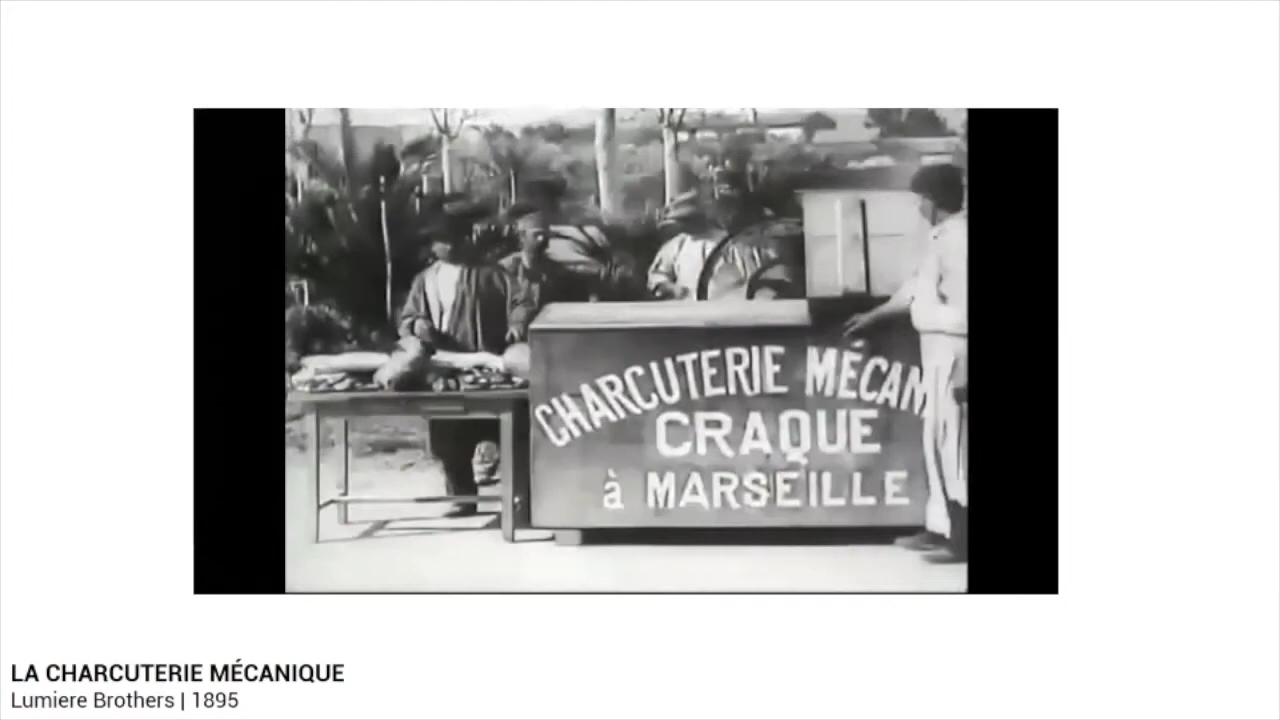 CHARCUTERIE MÉCAN
CRAQUE
à MARSEILLE
LA CHARCUTERIE MÉCANIQUE
Lumiere Brothers | 1895